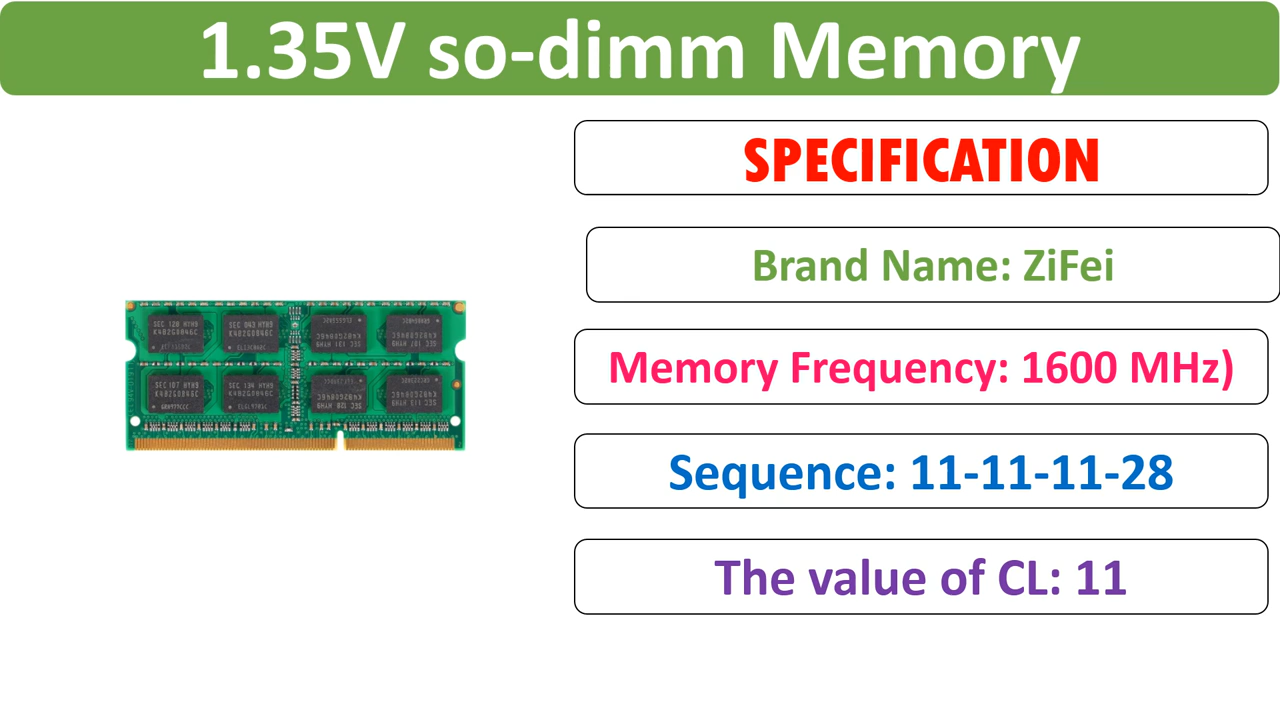 1.35V so-dimm Memory
SPECIFICATION
Brand Name: ZiFei
Memory Frequency: 1600 MHz)
Sequence: 11-11-11-28
The value of CL: 11